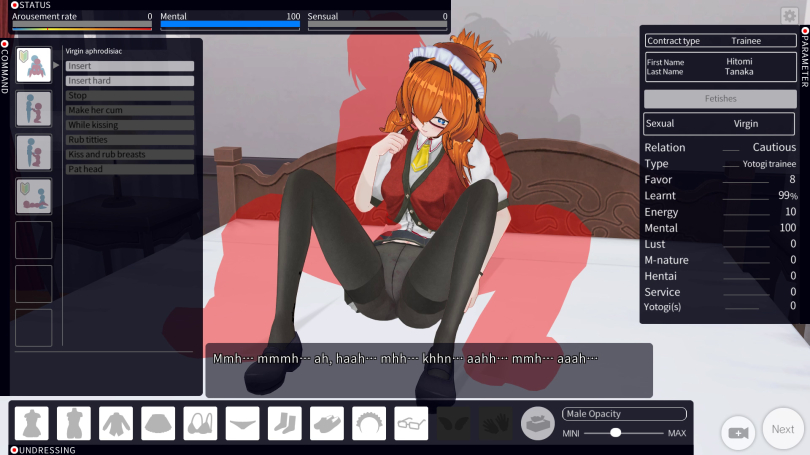 STATUS
Arousement rate 0 Mental 100 Sensual 0
COMMAND
Virgin aphrodisiac
Insert
Insert hard
Stop
Make her cum
While kissing
Rub titties
Kiss and rub breasts
Pat head
PARAMETER
Contract type Trainee
First Name Hitomi
Last Name Tanaka
Fetishes
Sexual Virgin
Relation Cautious
Type Yotogi trainee
Favor 8
Learnt 99%
Energy 10
Mental 100
Lust 0
M-nature 0
Hentai 0
Service 0
Yotogi(s) 0
Mmh··· mmmh··· ah, haah··· mhh··· khhn··· aahh··· mmh··· aaah···
Male Opacity
MINI MAX
Next
UNDRESSING